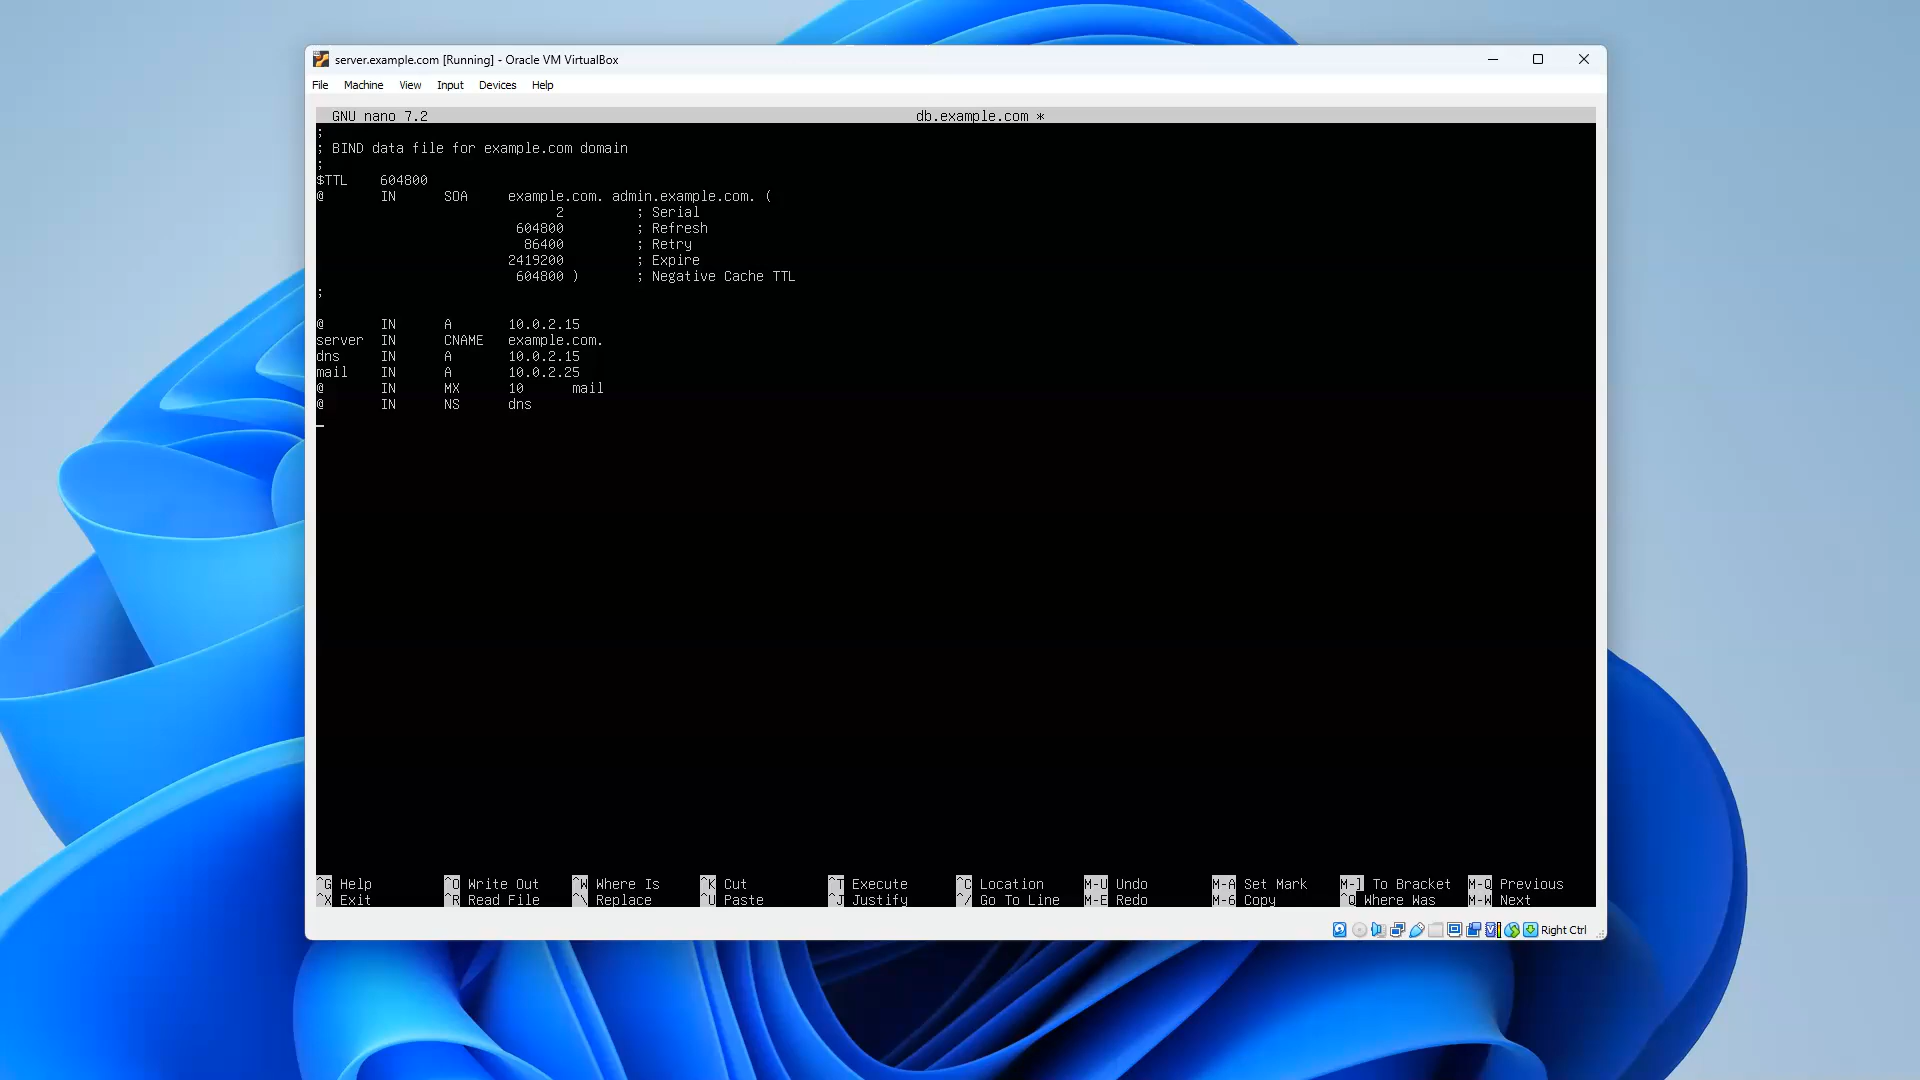 server.example.com [Running] - Oracle VM VirtualBox
File Machine View Input Devices Help
GNU nano 7.2 db.example.com *
;
; BIND data file for example.com domain
;
$TTL 604800
@ IN SOA example.com. admin.example.com. (
2 ; Serial
604800 ; Refresh
86400 ; Retry
2419200 ; Expire
604800 ) ; Negative Cache TTL
;
@ IN A 10.0.2.15
server IN CNAME example.com.
dns IN A 10.0.2.15
mail IN A 10.0.2.25
@ IN MX 10 mail
@ IN NS dns
^G Help ^O Write Out ^W Where Is ^K Cut ^T Execute ^C Location M-U Undo M-A Set Mark M-] To Bracket M-Q Previous
^X Exit ^R Read File ^\ Replace ^U Paste ^J Justify ^/ Go To Line M-E Redo M-6 Copy ^Q Where Was M-W Next
Right Ctrl